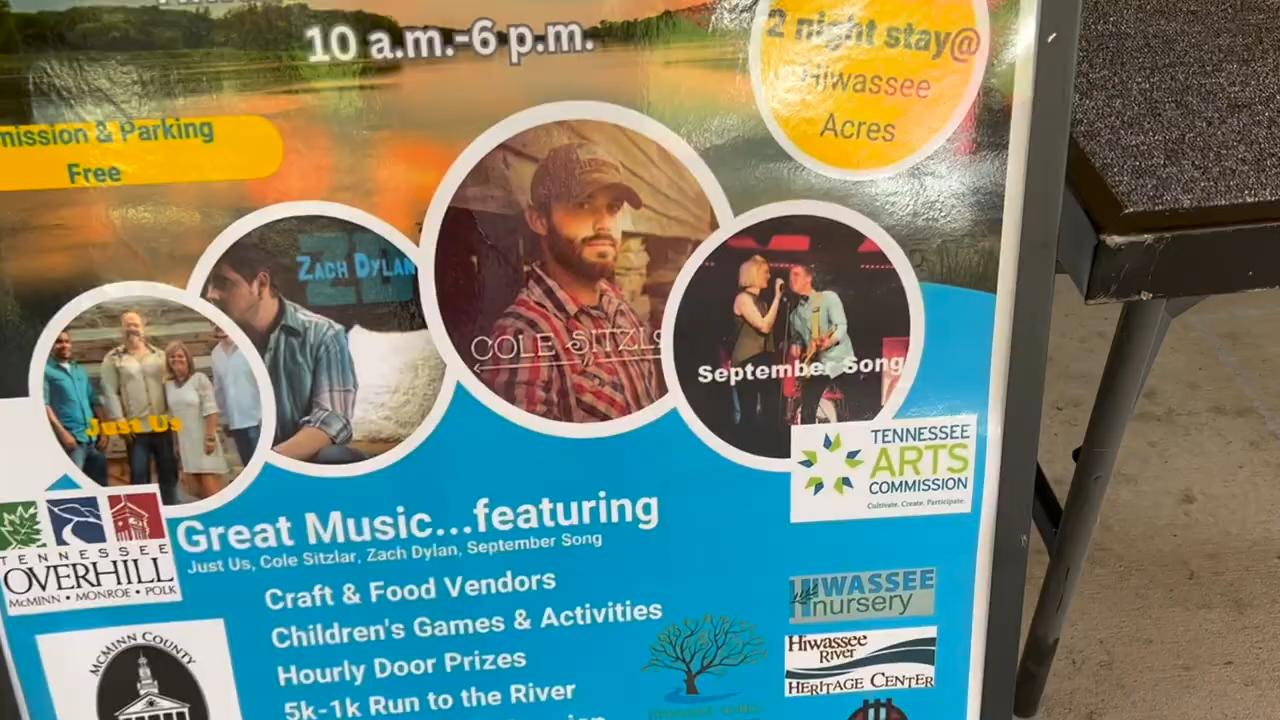 10 a.m.-6 p.m.
2 night stay@
Hiwassee
Acres
mission & Parking
Free
ZD
ZACH DYLAN
COLE SITZL
September Song
Just Us
TENNESSEE
ARTS
COMMISSION
Cultivate. Create. Participate.
Great Music...featuring
Just Us, Cole Sitzlar, Zach Dylan, September Song
TENNESSEE
OVERHILL
MCMINN • MONROE • POLK
Craft & Food Vendors
Children's Games & Activities
Hourly Door Prizes
5k-1k Run to the River
MCMINN COUNTY
HIWASSEE
nursery
Hiwassee
River
HERITAGE CENTER